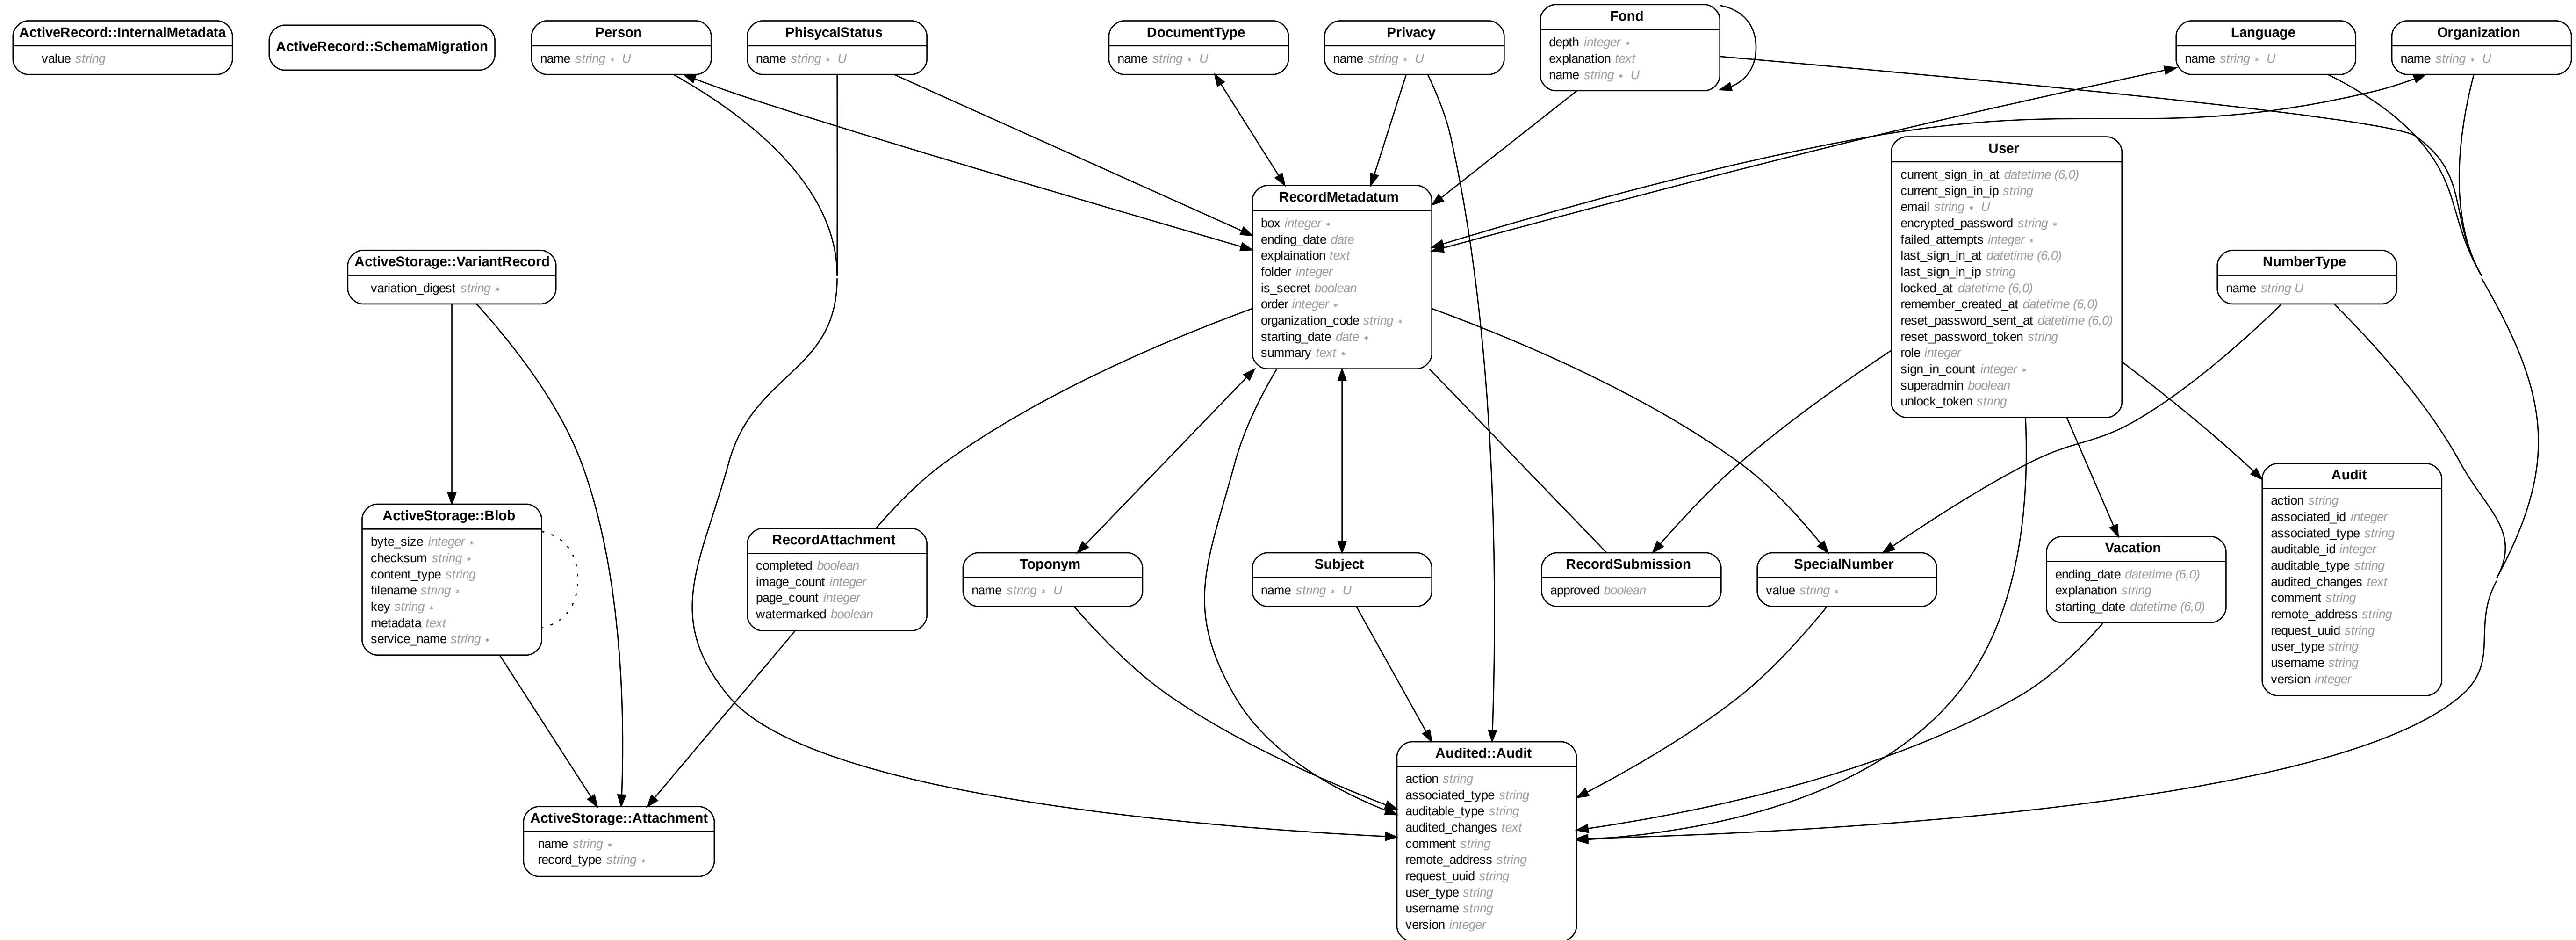 ActiveRecord::InternalMetadata
value string
ActiveRecord::SchemaMigration
Person
name string ∗ U
PhisycalStatus
name string ∗ U
DocumentType
name string ∗ U
Privacy
name string ∗ U
Fond
depth integer ∗
explanation text
name string ∗ U
Language
name string ∗ U
Organization
name string ∗ U
User
current_sign_in_at datetime (6,0)
current_sign_in_ip string
email string ∗ U
encrypted_password string ∗
failed_attempts integer ∗
last_sign_in_at datetime (6,0)
last_sign_in_ip string
locked_at datetime (6,0)
remember_created_at datetime (6,0)
reset_password_sent_at datetime (6,0)
reset_password_token string
role integer
sign_in_count integer ∗
superadmin boolean
unlock_token string
RecordMetadatum
box integer ∗
ending_date date
explaination text
folder integer
is_secret boolean
order integer ∗
organization_code string ∗
starting_date date ∗
summary text ∗
ActiveStorage::VariantRecord
variation_digest string ∗
NumberType
name string U
ActiveStorage::Blob
byte_size integer ∗
checksum string ∗
content_type string
filename string ∗
key string ∗
metadata text
service_name string ∗
RecordAttachment
completed boolean
image_count integer
page_count integer
watermarked boolean
Toponym
name string ∗ U
Subject
name string ∗ U
RecordSubmission
approved boolean
SpecialNumber
value string ∗
Vacation
ending_date datetime (6,0)
explanation string
starting_date datetime (6,0)
Audit
action string
associated_id integer
associated_type string
auditable_id integer
auditable_type string
audited_changes text
comment string
remote_address string
request_uuid string
user_type string
username string
version integer
ActiveStorage::Attachment
name string ∗
record_type string ∗
Audited::Audit
action string
associated_type string
auditable_type string
audited_changes text
comment string
remote_address string
request_uuid string
user_type string
username string
version integer